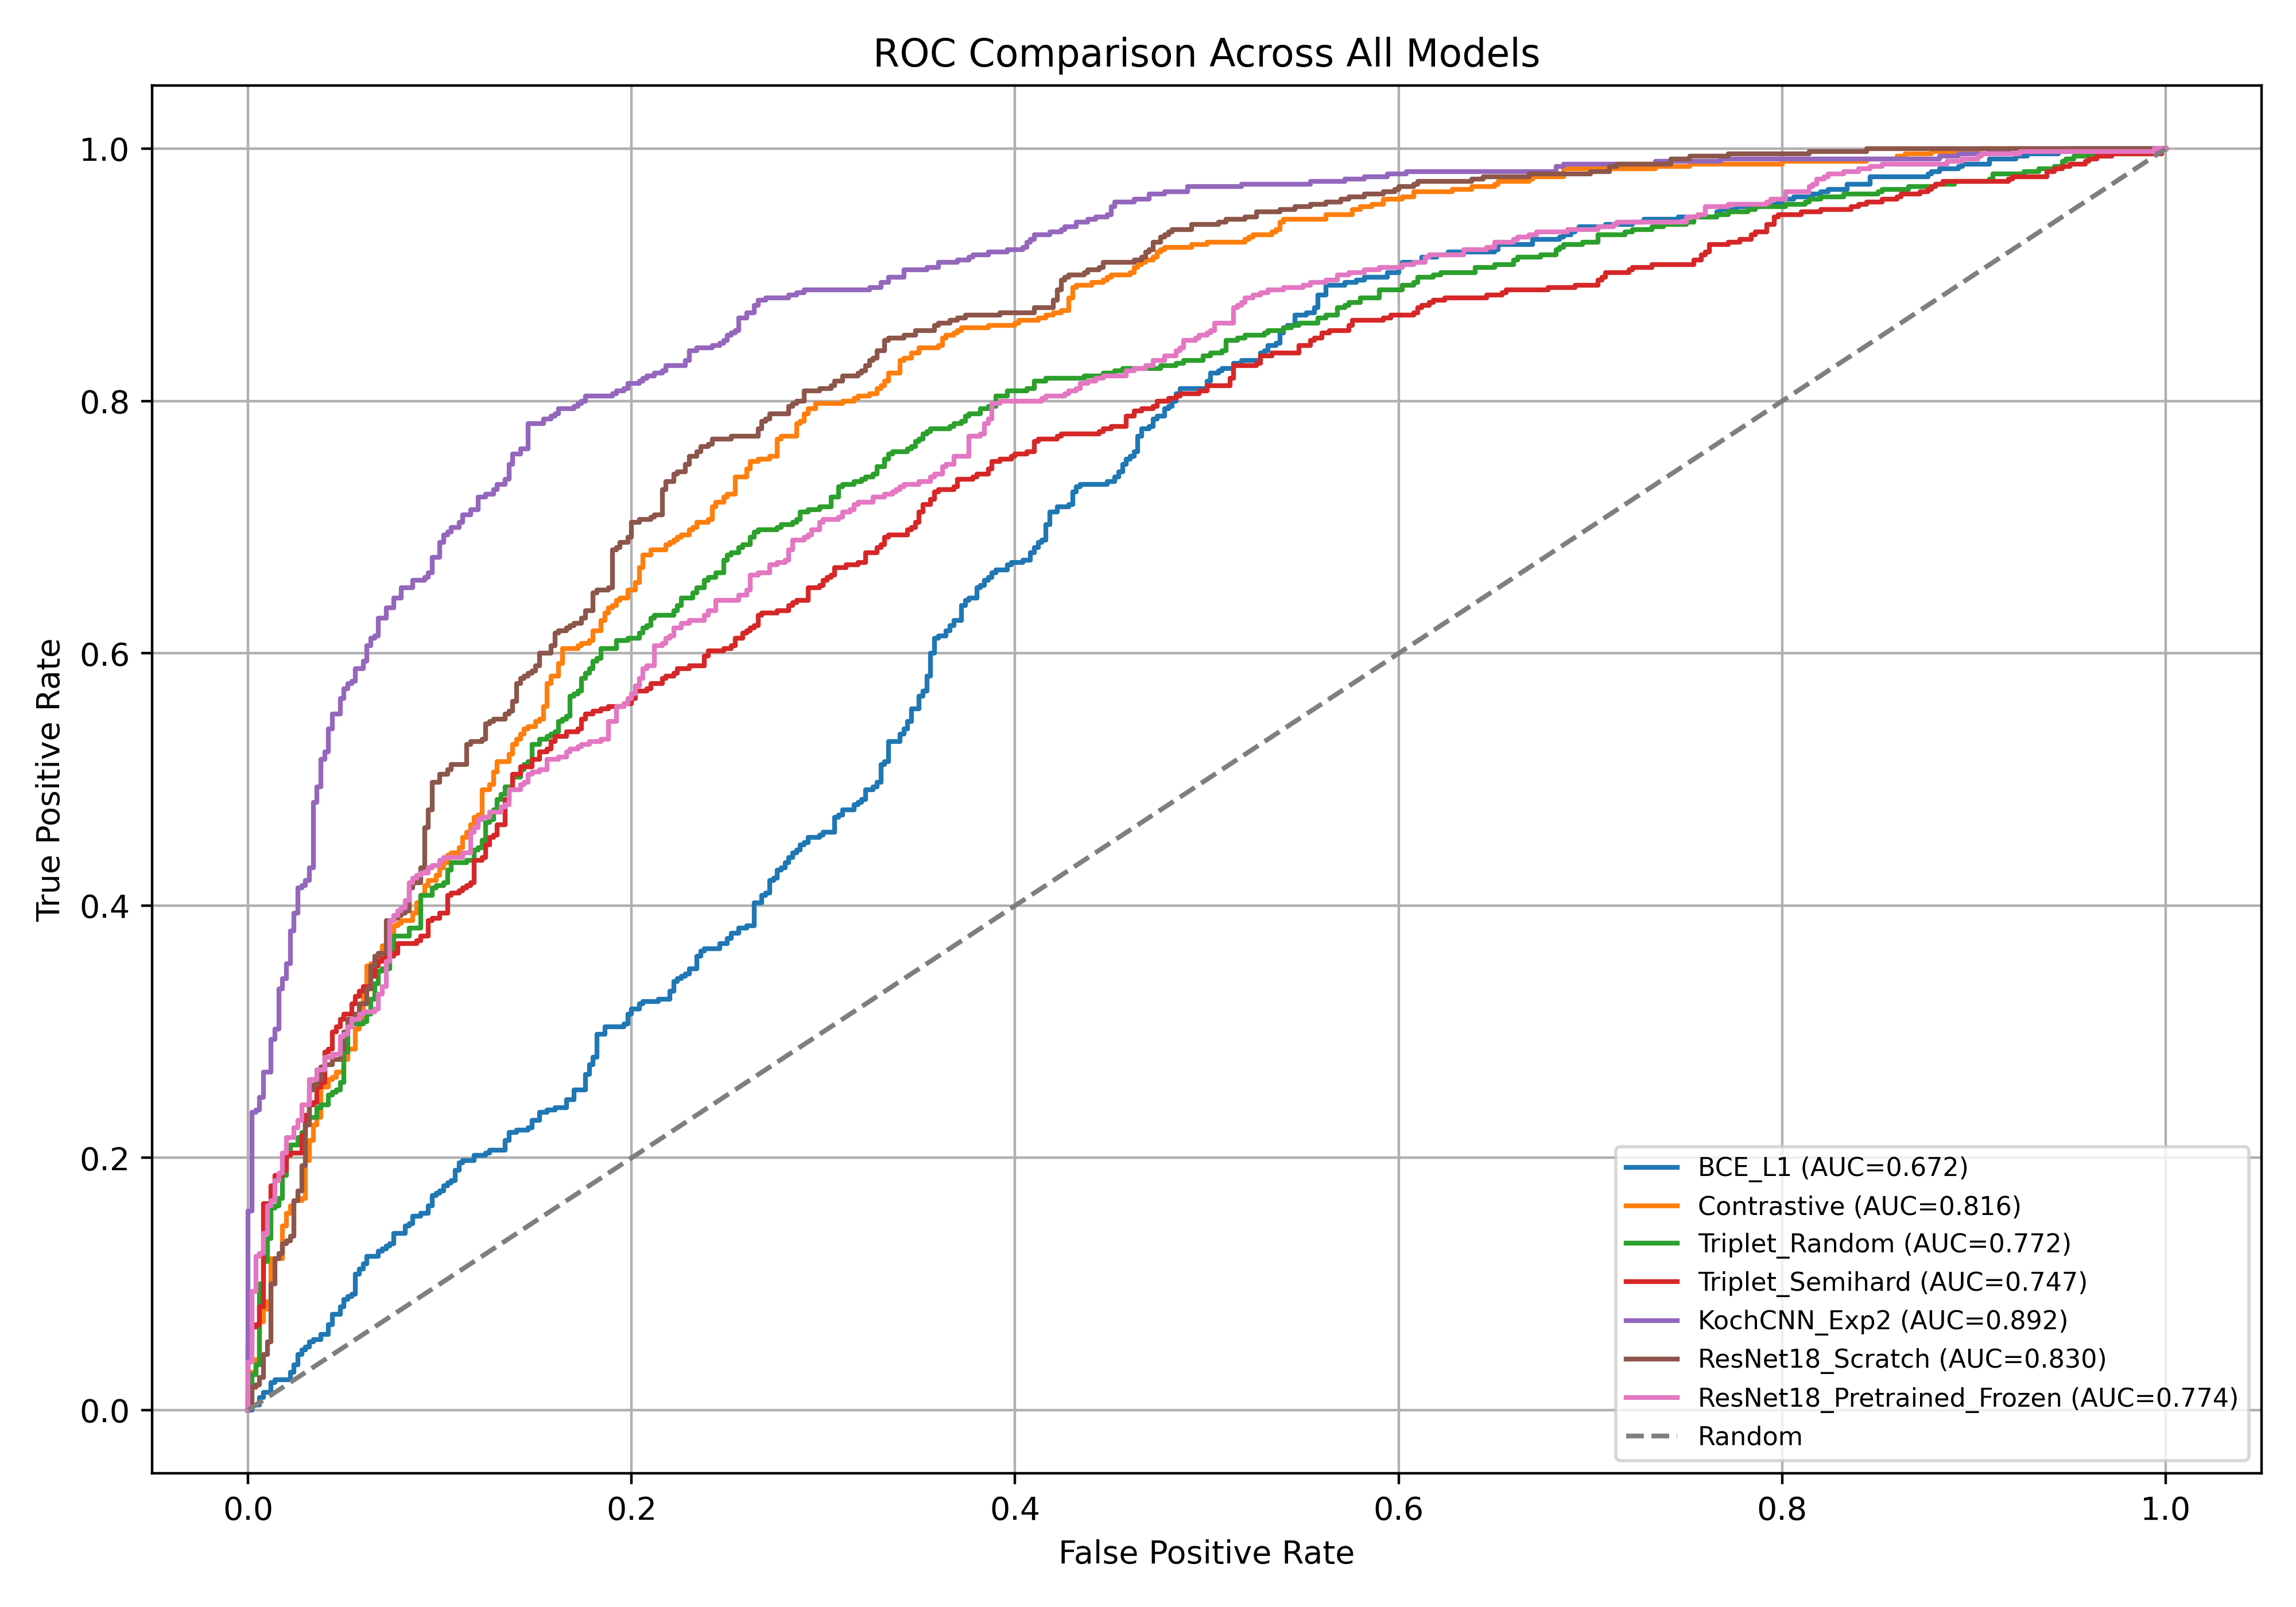 ROC Comparison Across All Models
1.0
0.8
0.6
0.4
0.2
0.0
True Positive Rate
BCE_L1 (AUC=0.672)
Contrastive (AUC=0.816)
Triplet_Random (AUC=0.772)
Triplet_Semihard (AUC=0.747)
KochCNN_Exp2 (AUC=0.892)
ResNet18_Scratch (AUC=0.830)
ResNet18_Pretrained_Frozen (AUC=0.774)
Random
0.0 0.2 0.4 0.6 0.8 1.0
False Positive Rate